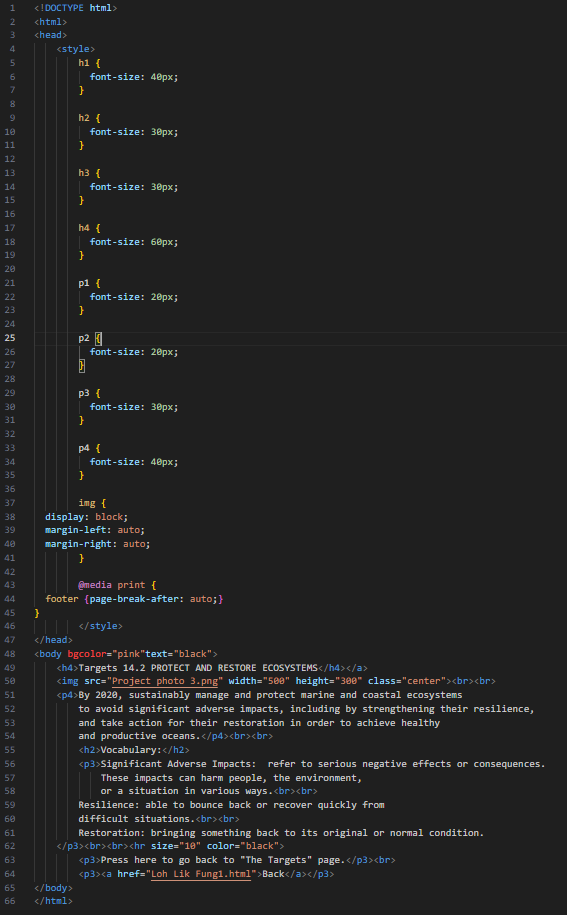 1 <!DOCTYPE html>
2 <html>
3 <head>
4 <style>
5 h1 {
6 font-size: 40px;
7 }
8
9 h2 {
10 font-size: 30px;
11 }
12
13 h3 {
14 font-size: 30px;
15 }
16
17 h4 {
18 font-size: 60px;
19 }
20
21 p1 {
22 font-size: 20px;
23 }
24
25 p2 {
26 font-size: 20px;
27 }
28
29 p3 {
30 font-size: 30px;
31 }
32
33 p4 {
34 font-size: 40px;
35 }
36
37 img {
38 display: block;
39 margin-left: auto;
40 margin-right: auto;
41 }
42
43 @media print {
44 footer {page-break-after: auto;}
45 }
46 </style>
47 </head>
48 <body bgcolor="pink"text="black">
49 <h4>Targets 14.2 PROTECT AND RESTORE ECOSYSTEMS</h4></a>
50 <img src="Project photo 3.png" width="500" height="300" class="center"><br><br>
51 <p4>By 2020, sustainably manage and protect marine and coastal ecosystems
52 to avoid significant adverse impacts, including by strengthening their resilience,
53 and take action for their restoration in order to achieve healthy
54 and productive oceans.</p4><br><br>
55 <h2>Vocabulary:</h2>
56 <p3>Significant Adverse Impacts:  refer to serious negative effects or consequences.
57 These impacts can harm people, the environment,
58 or a situation in various ways.<br><br>
59 Resilience: able to bounce back or recover quickly from
60 difficult situations.<br><br>
61 Restoration: bringing something back to its original or normal condition.
62 </p3><br><br><br><hr size="10" color="black">
63 <p3>Press here to go back to "The Targets" page.</p3><br>
64 <p3><a href="Loh Lik Fung1.html">Back</a></p3>
65 </body>
66 </html>